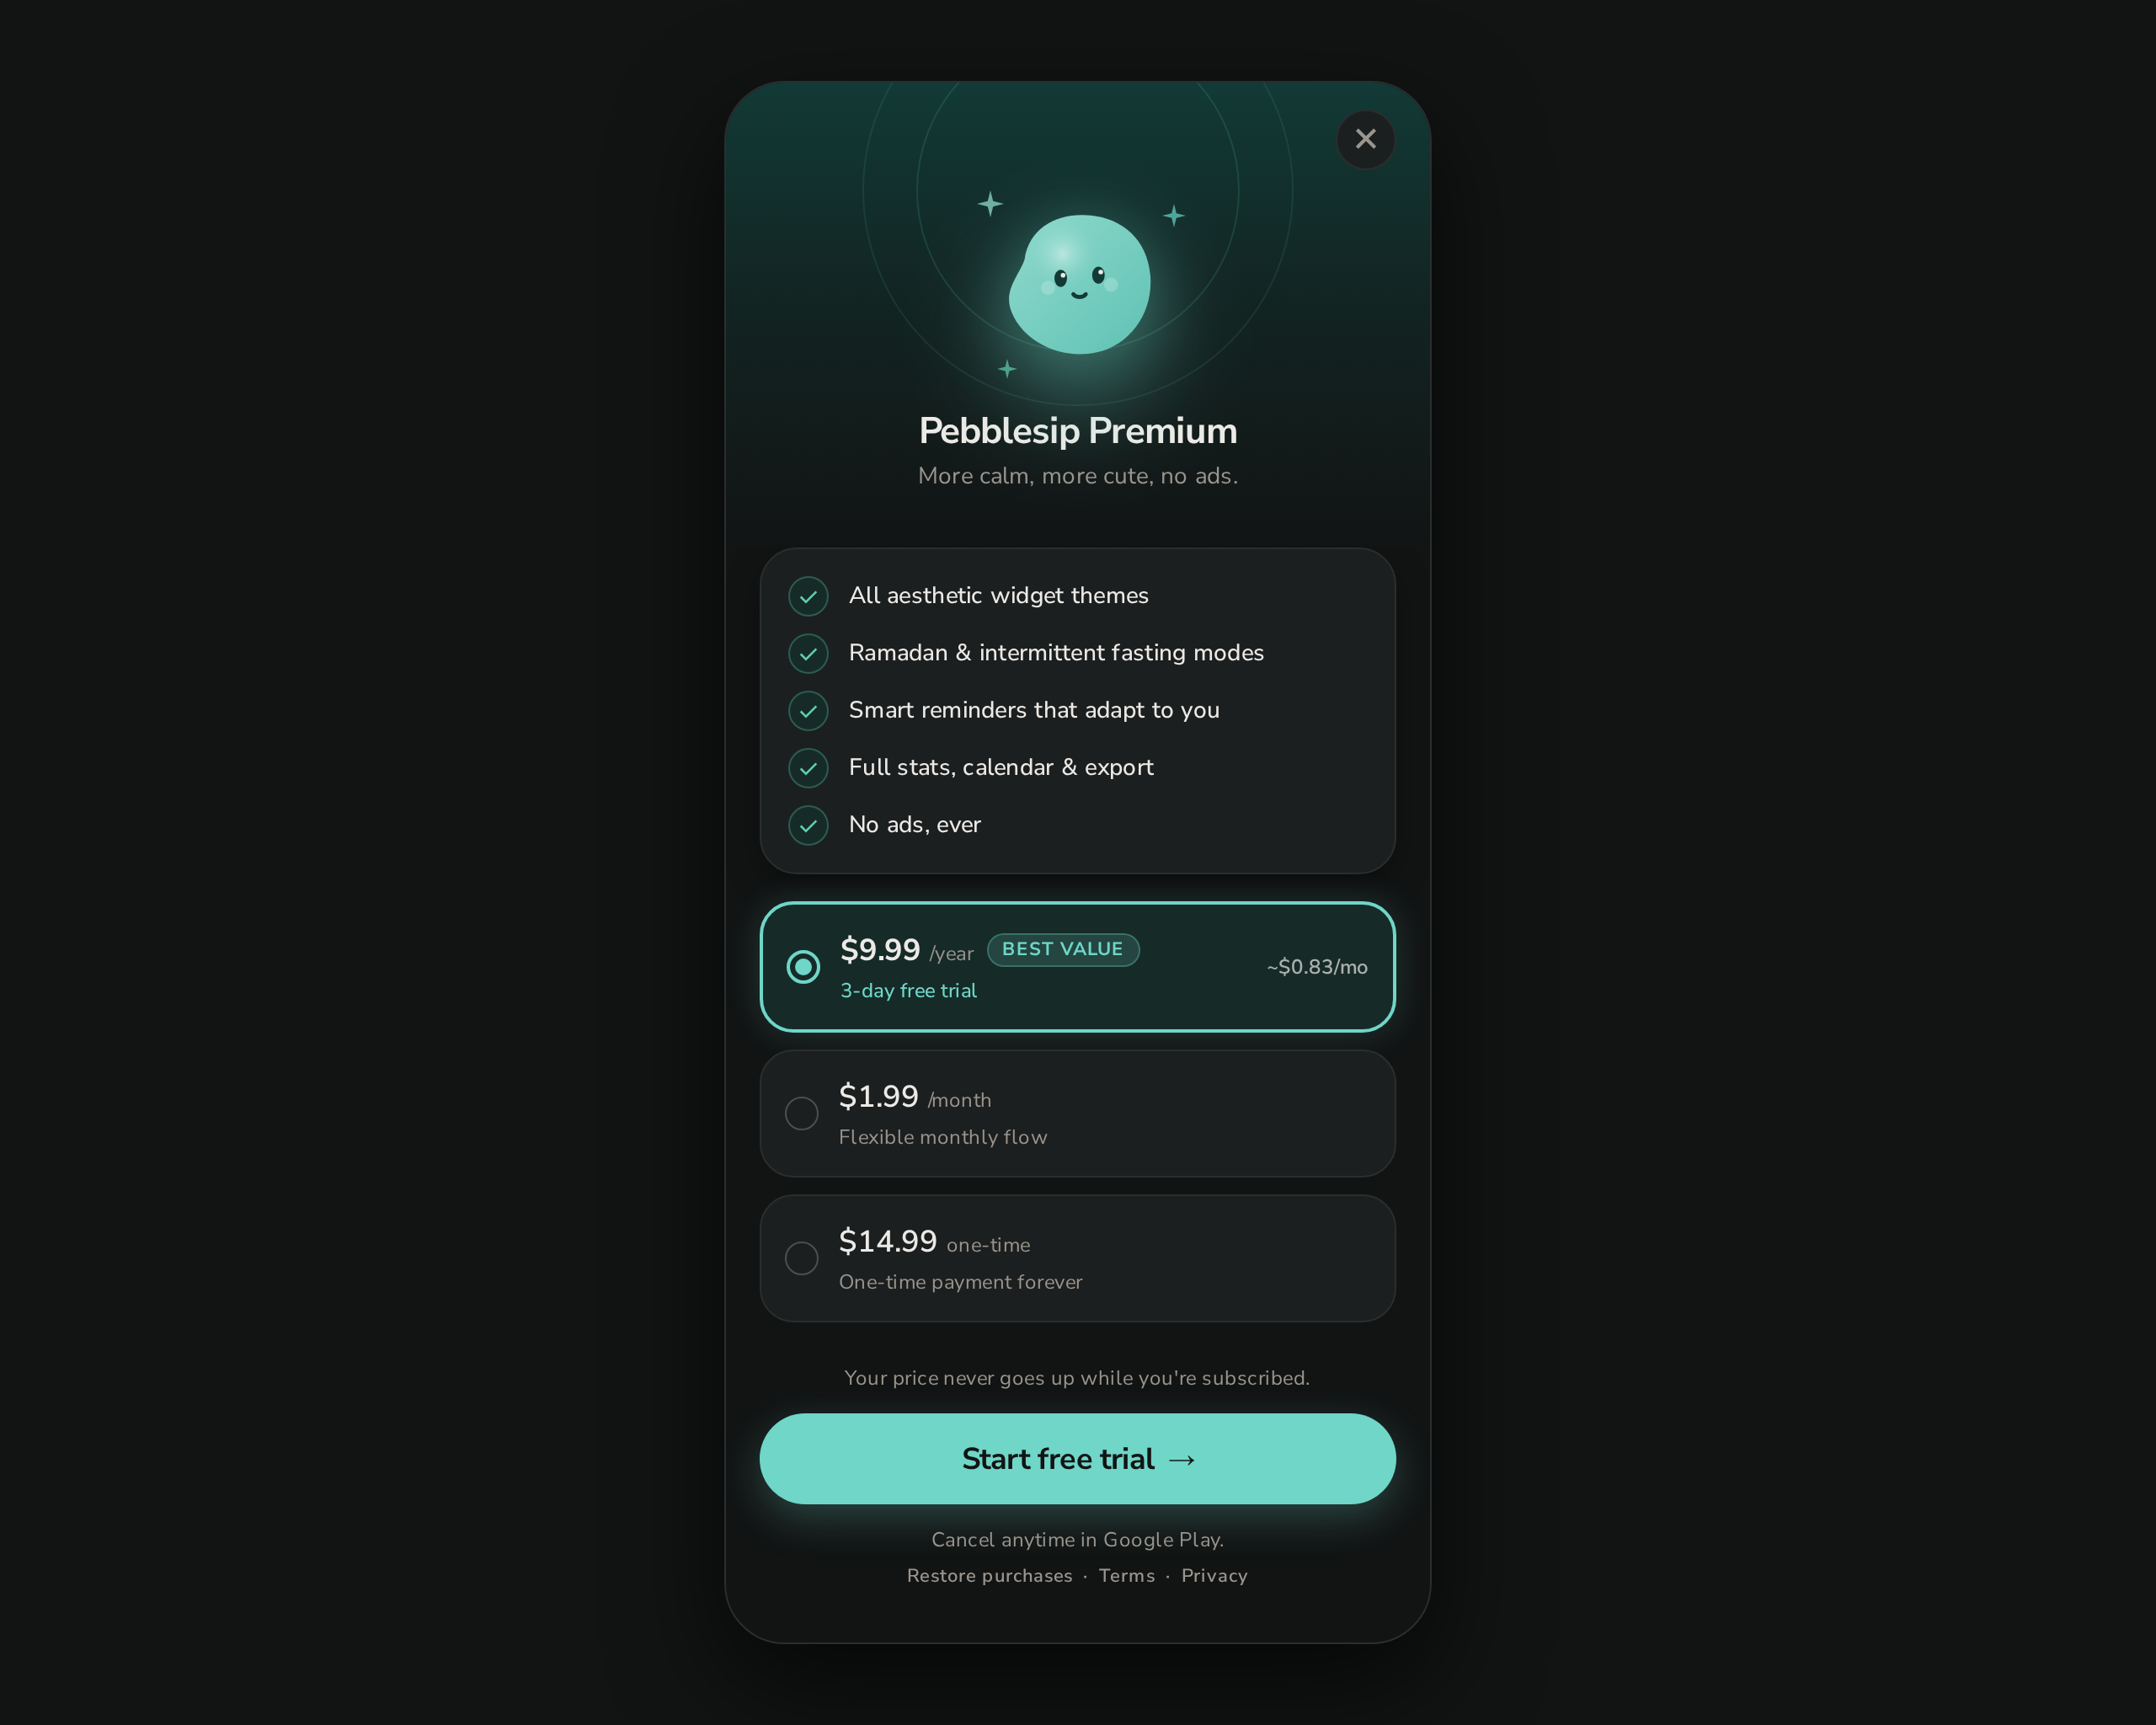 Pebblesip Premium
More calm, more cute, no ads.
All aesthetic widget themes
Ramadan & intermittent fasting modes
Smart reminders that adapt to you
Full stats, calendar & export
No ads, ever
$9.99 /year BEST VALUE
3-day free trial
~$0.83/mo
$1.99 /month
Flexible monthly flow
$14.99 one-time
One-time payment forever
Your price never goes up while you're subscribed.
Start free trial →
Cancel anytime in Google Play.
Restore purchases · Terms · Privacy